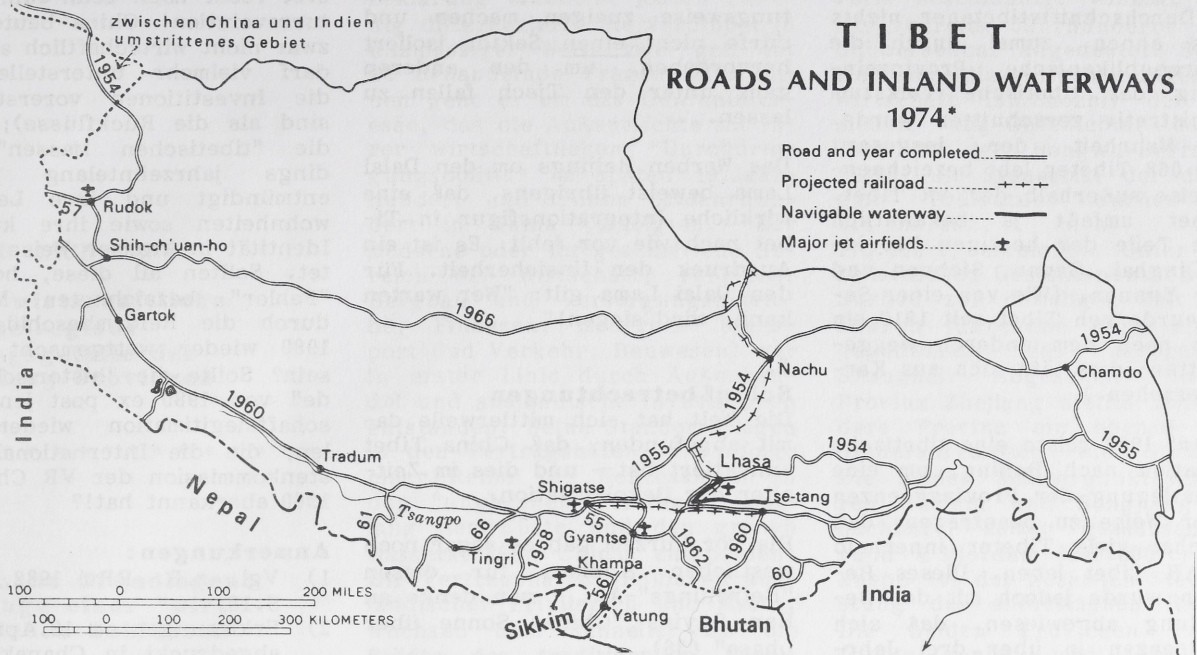 TIBET
ROADS AND INLAND WATERWAYS
1974
zwischen China und Indien
umstrittenes Gebiet
1954
Road and year completed....
Projected railroad........
Navigable waterway......
Major jet airfields.......
57
Rudok
Shih-ch'uen-ho
Gartok
1966
1954
Nachu
1954
Chamdo
India
1960
Tradum
1955
Lhasa
1954
1955
Nepal
Shigatse
Tse-tang
Tsangpo
61
66
1958
55
Gyantse
1965
1960
Tingri
Khampa
60
56
Yatung
Sikkim
Bhutan
India
100 0 100 200 MILES
100 0 100 200 300 KILOMETERS